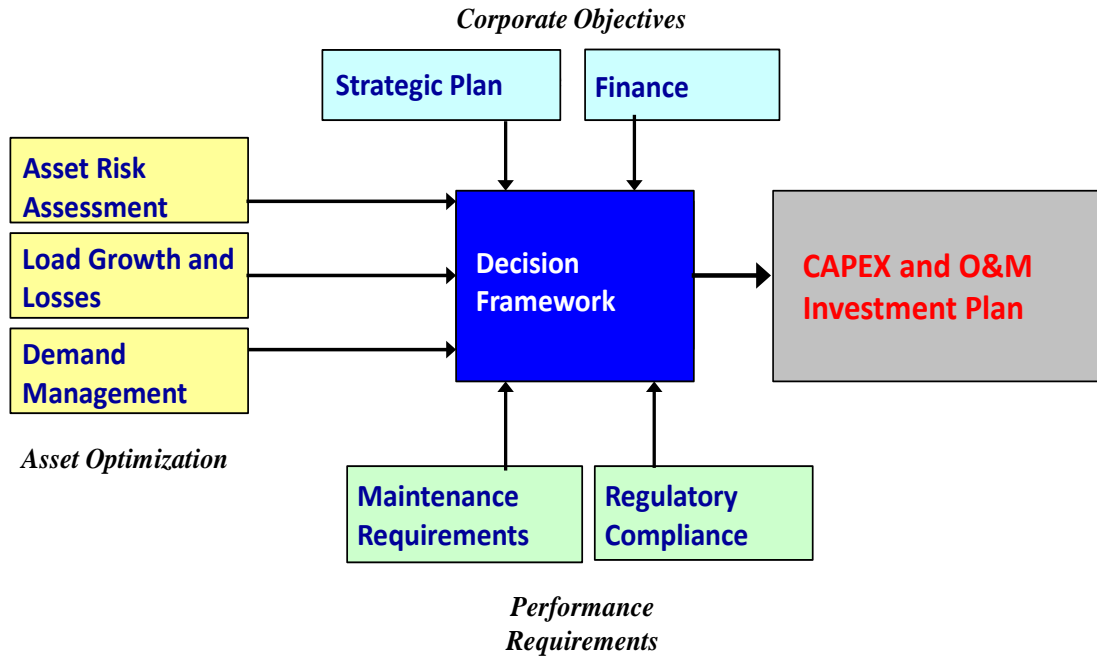 Corporate Objectives
Strategic Plan
Finance
Asset Risk
Assessment
Load Growth and
Losses
Demand
Management
Asset Optimization
Decision
Framework
CAPEX and O&M
Investment Plan
Maintenance
Requirements
Regulatory
Compliance
Performance
Requirements